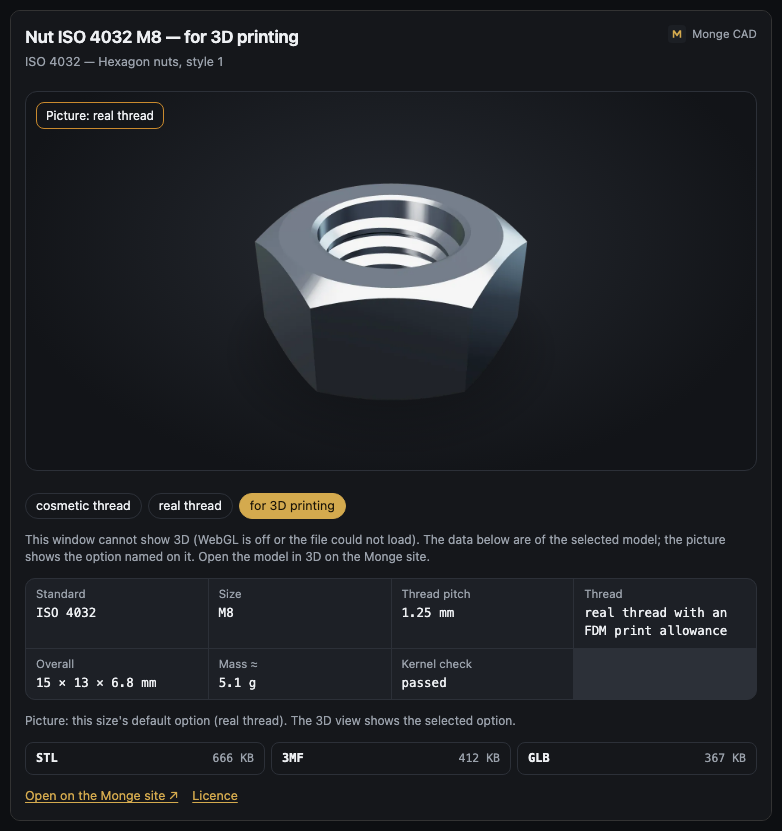 Nut ISO 4032 M8 — for 3D printing
M Monge CAD
ISO 4032 — Hexagon nuts, style 1
Picture: real thread
cosmetic thread real thread for 3D printing
This window cannot show 3D (WebGL is off or the file could not load). The data below are of the selected model; the picture
shows the option named on it. Open the model in 3D on the Monge site.
Standard Size Thread pitch Thread
ISO 4032 M8 1.25 mm real thread with an
FDM print allowance
Overall Mass ≈ Kernel check
15 × 13 × 6.8 mm 5.1 g passed
Picture: this size's default option (real thread). The 3D view shows the selected option.
STL 666 KB 3MF 412 KB GLB 367 KB
Open on the Monge site ↗ Licence